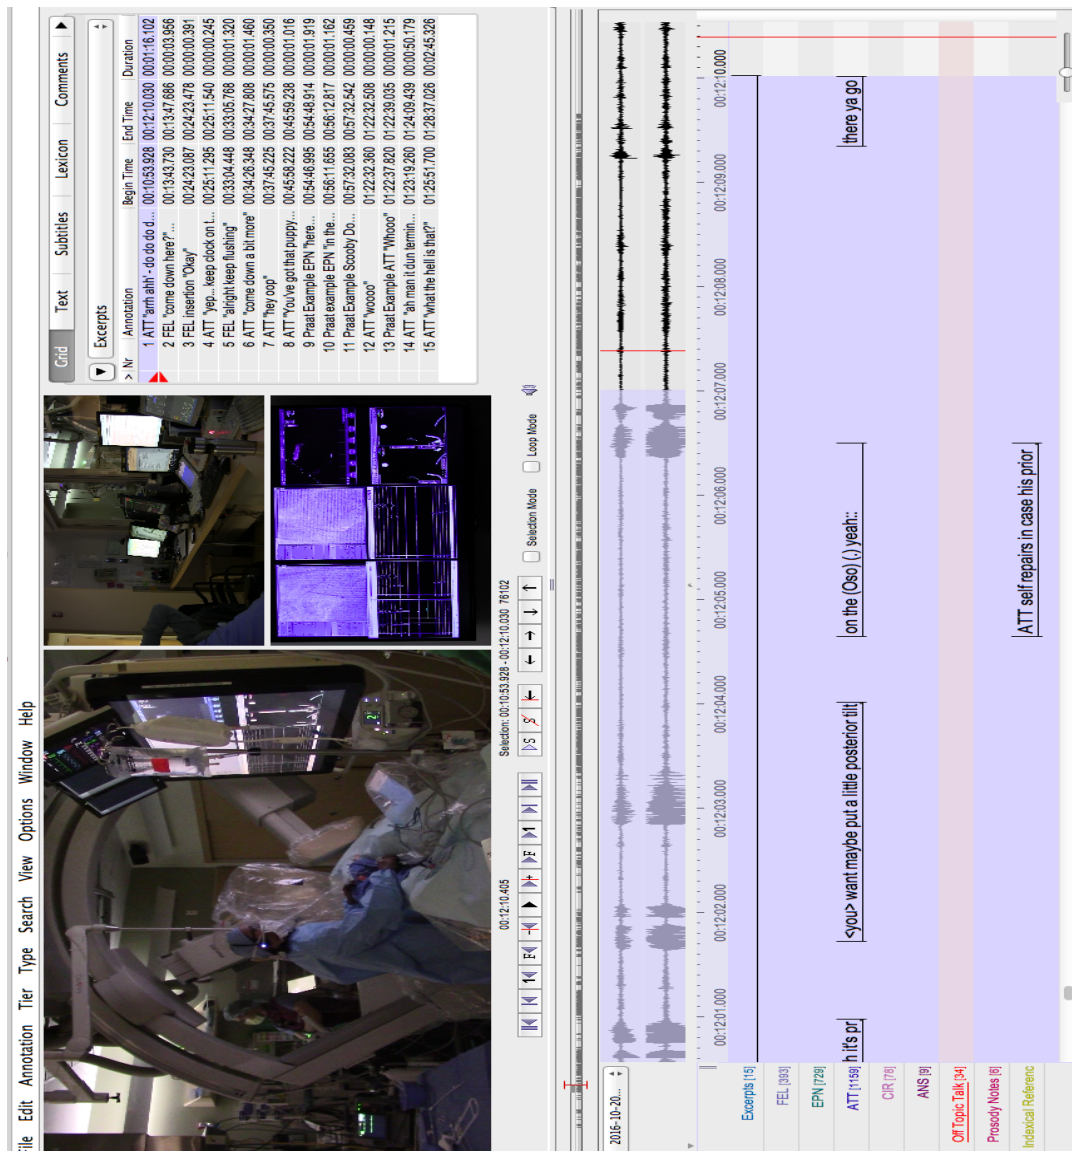 File Edit Annotation Tier Type Search View Options Window Help
Grid Text Subtitles Lexicon Comments
Excerpts
> Nr Annotation Begin Time End Time Duration
1 ATT "arrh ahh' - do do do d... 00:10:53.928 00:12:10.030 00:01:16.102
2 FEL "come down here?" ... 00:13:43.730 00:13:47.686 00:00:03.956
3 FEL insertion "Okay" 00:24:23.087 00:24:23.478 00:00:00.391
4 ATT "yep... keep clock on t... 00:25:11.295 00:25:11.540 00:00:00.245
5 FEL "alright keep flushing" 00:33:04.448 00:33:05.768 00:00:01.320
6 ATT "come down a bit more" 00:34:26.348 00:34:27.808 00:00:01.460
7 ATT "hey oop" 00:37:45.225 00:37:45.575 00:00:00.350
8 ATT "You've got that puppy... 00:45:58.222 00:45:59.238 00:00:01.016
9 Praat Example EPN "here... 00:54:46.995 00:54:48.914 00:00:01.919
10 Praat example EPN "in the... 00:56:11.655 00:56:12.817 00:00:01.162
11 Praat Example Scooby Do... 00:57:32.083 00:57:32.542 00:00:00.459
12 ATT "woooo" 01:22:32.360 01:22:32.508 00:00:00.148
13 Praat Example ATT "Whooo" 01:22:37.820 01:22:39.035 00:00:01.215
14 ATT "ah man it dun termin... 01:23:19.260 01:24:09.439 00:00:50.179
15 ATT "what the hell is that?" 01:25:51.700 01:28:37.026 00:02:45.326
00:12:10.405
Selection: 00:10:53.928 - 00:12:10.030 76102
Selection Mode Loop Mode
2016-10-20...
00:12:01.000 00:12:02.000 00:12:03.000 00:12:04.000 00:12:05.000 00:12:06.000 00:12:07.000 00:12:08.000 00:12:09.000 00:12:10.000
Excerpts [15]
FEL [393]
EPN [729]
ATT [1159]
h it's pr
<you> want maybe put a little posterior tilt
on the (Oso) (.) yeah::
there ya go
CIR [78]
ANS [9]
Off Topic Talk [34]
Prosody Notes [6]
Indexical Referenc
ATT self repairs in case his prior